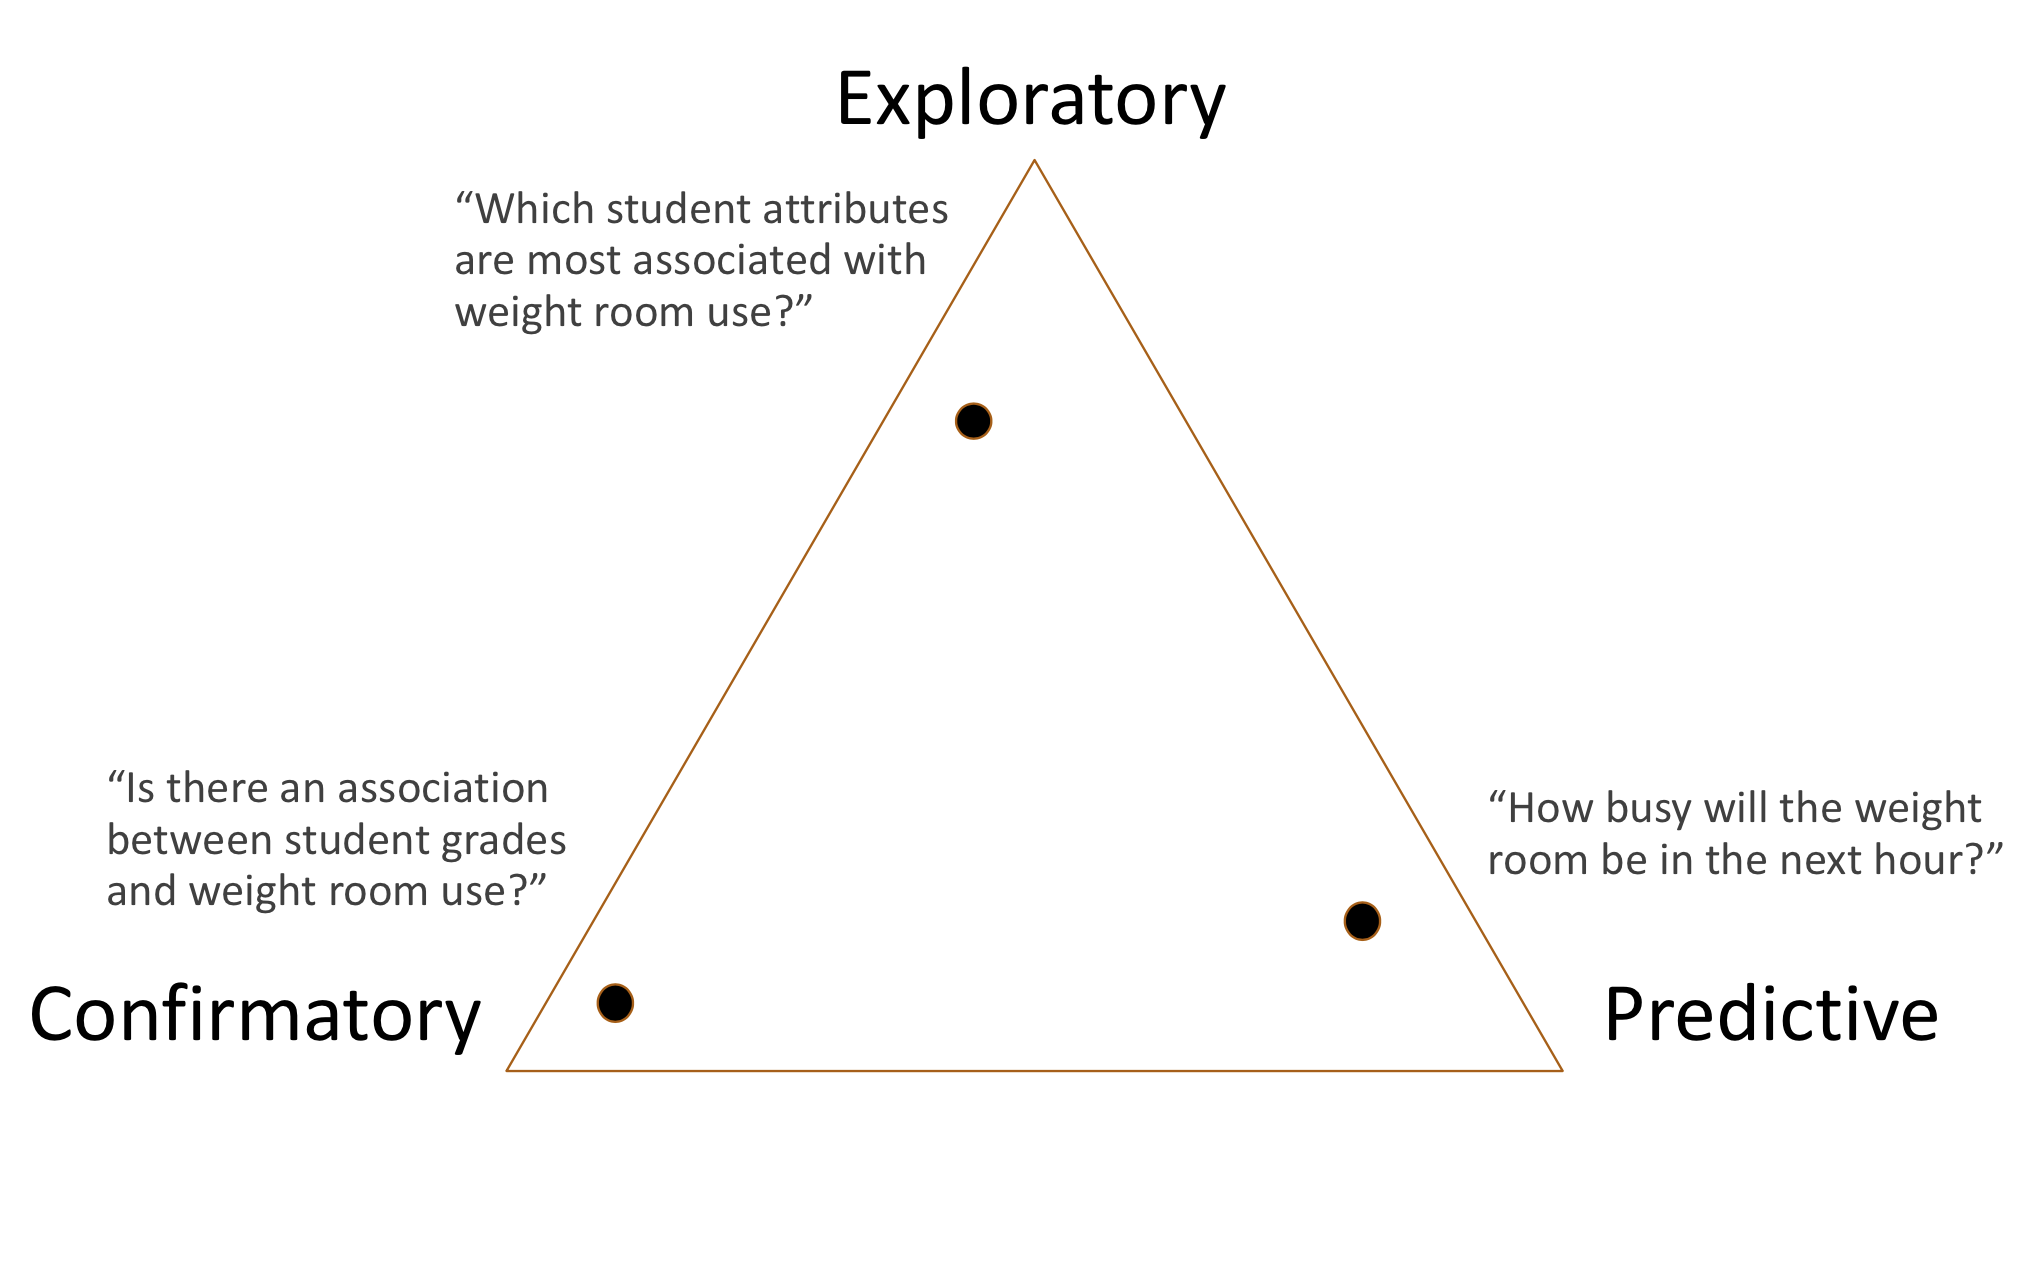 Exploratory
“Which student attributes
are most associated with
weight room use?”
“Is there an association
between student grades
and weight room use?”
“How busy will the weight
room be in the next hour?”
Confirmatory
Predictive